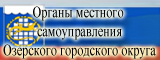 Органы местного
самоуправления
Озерского городского округа